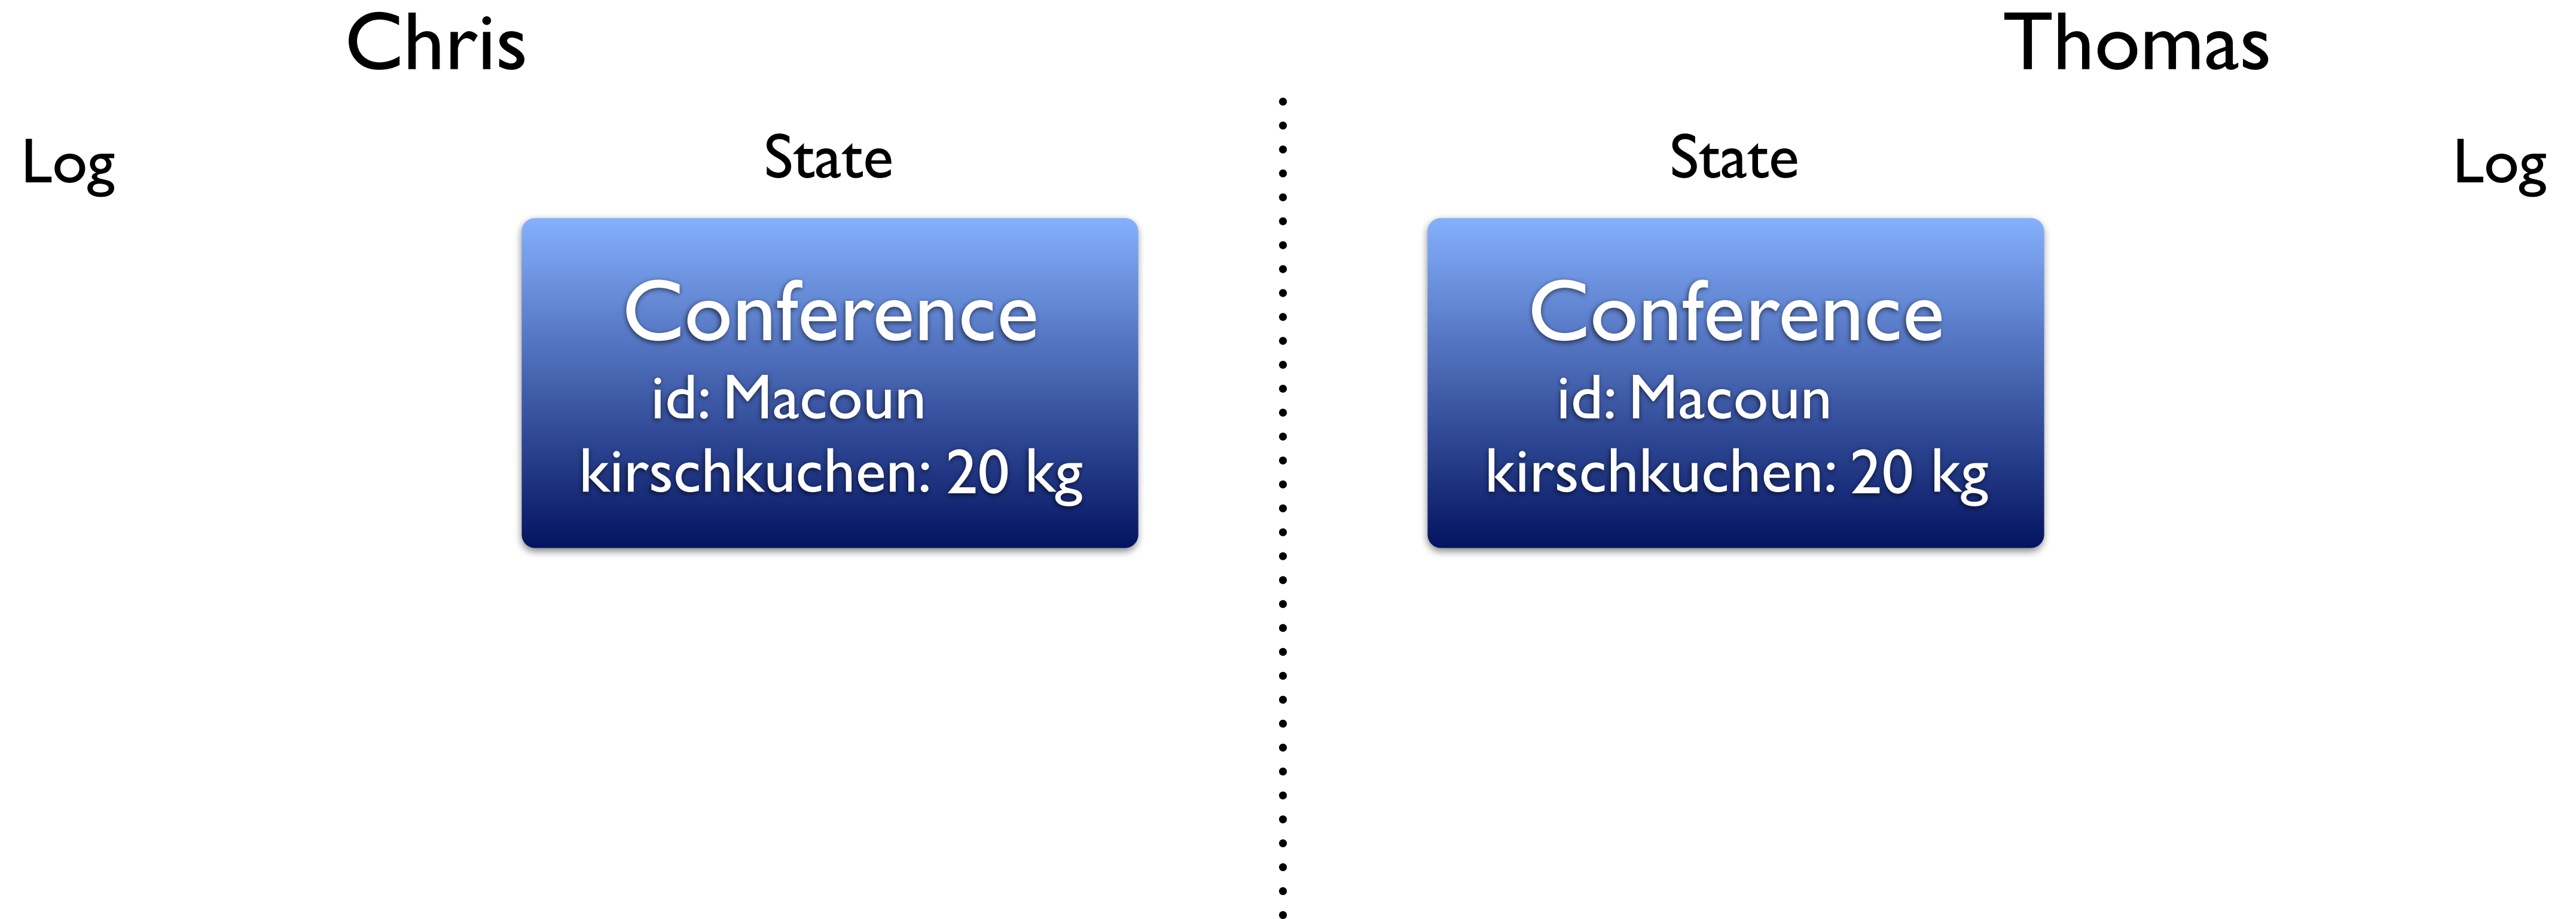 Chris
Thomas
Log
State
State
Log
Conference
id: Macoun
kirschkuchen: 20 kg
Conference
id: Macoun
kirschkuchen: 20 kg